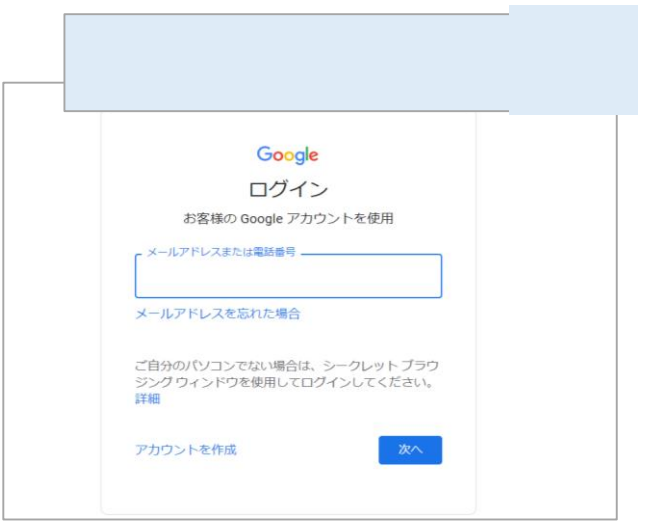 Google
ログイン
お客様の Google アカウントを使用
メールアドレスまたは電話番号
メールアドレスを忘れた場合
ご自分のパソコンでない場合は、シークレット ブラウ
ジング ウィンドウを使用してログインしてください。
詳細
アカウントを作成
次へ